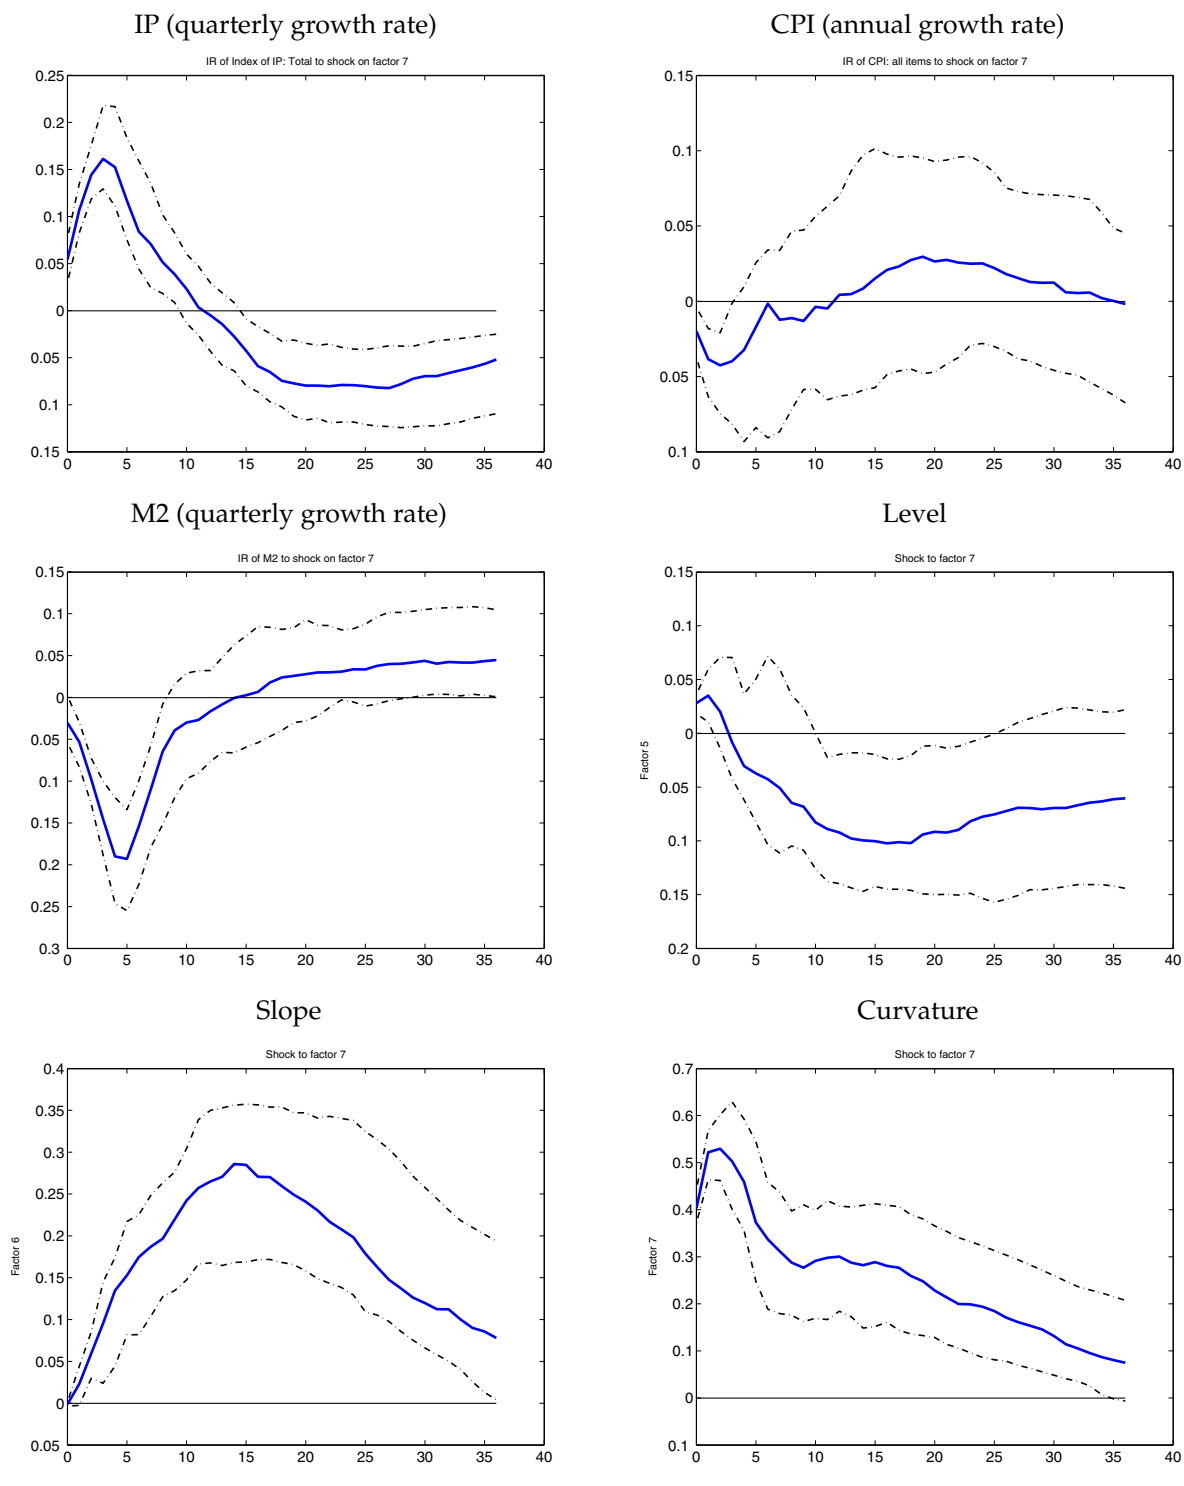 IP (quarterly growth rate)
IR of Index of IP: Total to shock on factor 7
0.25
0.2
0.15
0.1
0.05
0
0.05
0.1
0.15
0 5 10 15 20 25 30 35 40
CPI (annual growth rate)
IR of CPI: all items to shock on factor 7
0.15
0.1
0.05
0
0.05
0.1
0 5 10 15 20 25 30 35 40
M2 (quarterly growth rate)
IR of M2 to shock on factor 7
0.15
0.1
0.05
0
0.05
0.1
0.15
0.2
0.25
0.3
0 5 10 15 20 25 30 35 40
Level
Shock to factor 7
Factor 5
0.15
0.1
0.05
0
0.05
0.1
0.15
0.2
0 5 10 15 20 25 30 35 40
Slope
Shock to factor 7
Factor 6
0.4
0.35
0.3
0.25
0.2
0.15
0.1
0.05
0
0.05
0 5 10 15 20 25 30 35 40
Curvature
Shock to factor 7
Factor 7
0.7
0.6
0.5
0.4
0.3
0.2
0.1
0
0.1
0 5 10 15 20 25 30 35 40